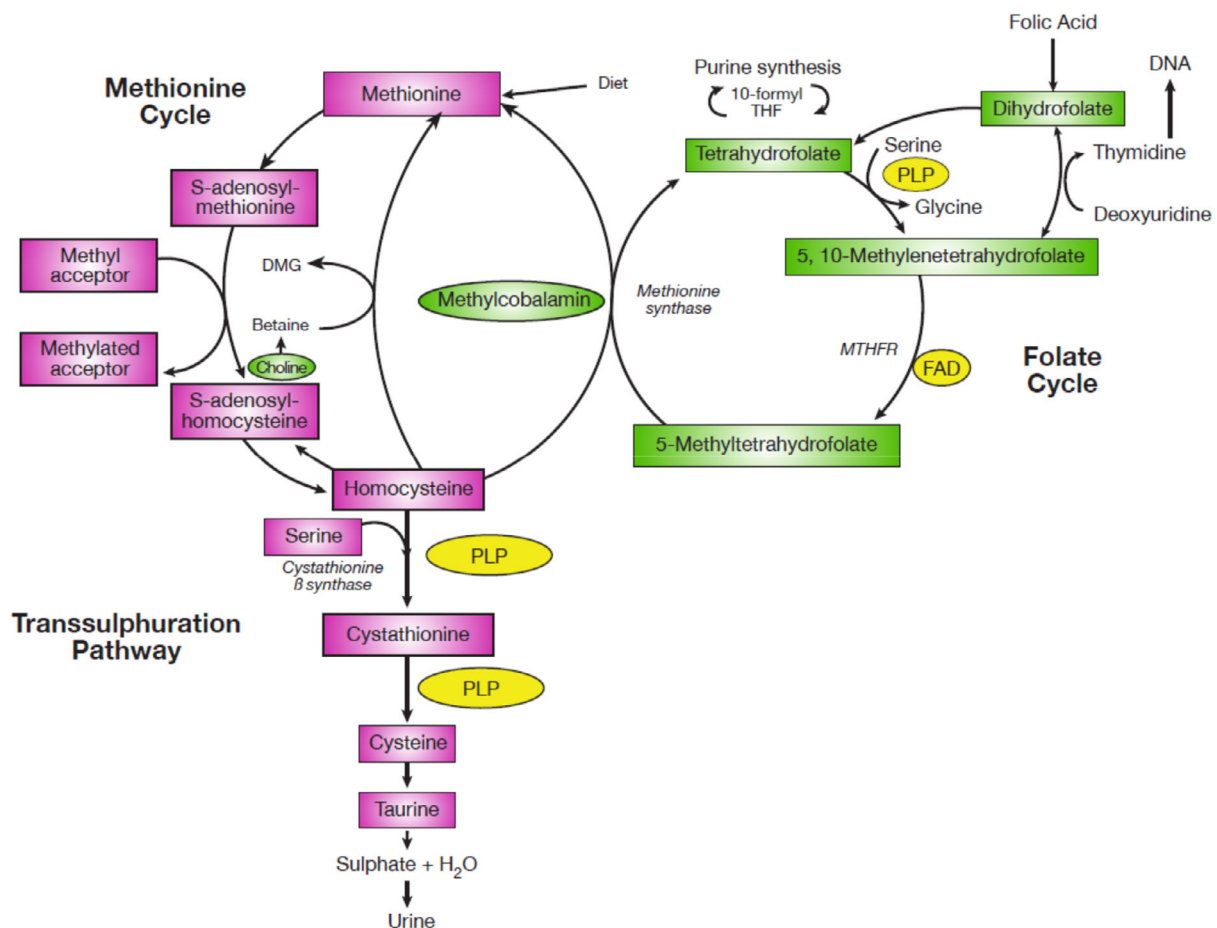 Folic Acid
Methionine
Cycle
Methionine
Diet
Purine synthesis
10-formyl
THF
DNA
Dihydrofolate
Tetrahydrofolate
Serine
PLP
Glycine
Thymidine
Deoxyuridine
S-adenosyl-
methionine
Methyl
acceptor
DMG
Methylcobalamin
Methionine
synthase
5, 10-Methylenetetrahydrofolate
Betaine
Methylated
acceptor
Choline
MTHFR
FAD
Folate
Cycle
S-adenosyl-
homocysteine
5-Methyltetrahydrofolate
Homocysteine
Serine
PLP
Cystathionine
ß synthase
Transsulphuration
Pathway
Cystathionine
PLP
Cysteine
Taurine
Sulphate + H₂O
Urine